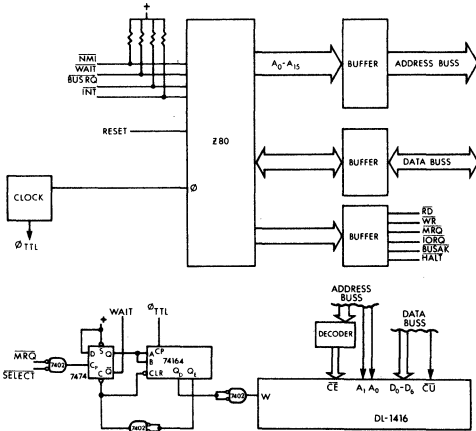 +
NMI
WAIT
BUS RQ
INT
RESET
Z80
Ø
A0-A15
BUFFER
ADDRESS BUSS
BUFFER
DATA BUSS
BUFFER
RD
WR
MRQ
IORQ
BUSAK
HALT
CLOCK
ØTTL
+
WAIT
ØTTL
MRQ
SELECT
7402
D S Q
CP
C Q
7474
A CP
B
74164
CLR QD QE
7402
7402
ADDRESS
BUSS
DECODER
DATA
BUSS
W
CE A1 A0 D0-D6 CU
DL-1416